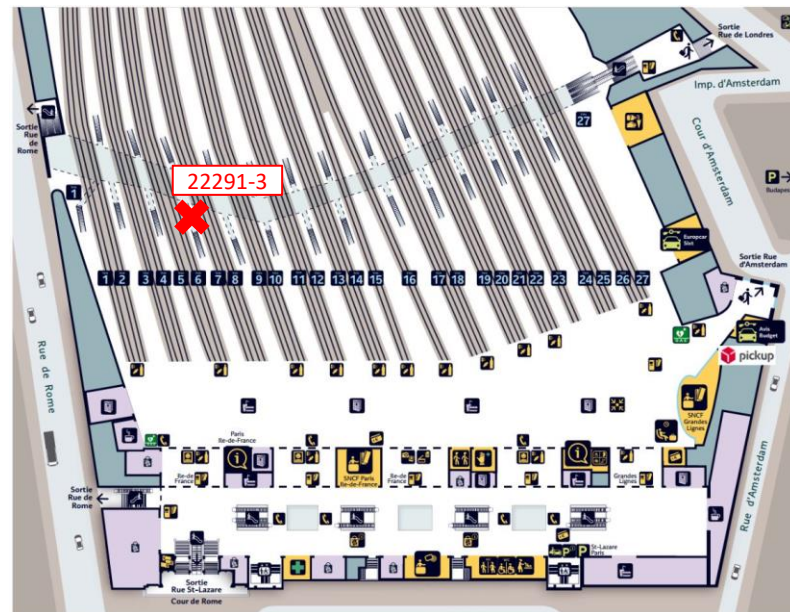 Sortie
Rue de Londres
Imp. d'Amsterdam
Sortie
Rue
de
Rome
27
Cour d'Amsterdam
P
Budapest
22291-3
1
Europcar
Sixt
Sortie Rue
d'Amsterdam
1 2 3 4 5 6 7 8 9 10 11 12 13 14 15 16 17 18 19 20 21 22 23 24 25 26 27
Avis
Budget
pickup
Rue de Rome
SNCF
Grandes
Lignes
Paris
Ile-de-France
Ile-de-
France
SNCF Paris
Ile-de-France
Ile-de-
France
Grandes
Lignes
Rue d'Amsterdam
Sortie
Rue de
Rome
P P St-Lazare
Paris
Sortie
Rue St-Lazare
Cour de Rome